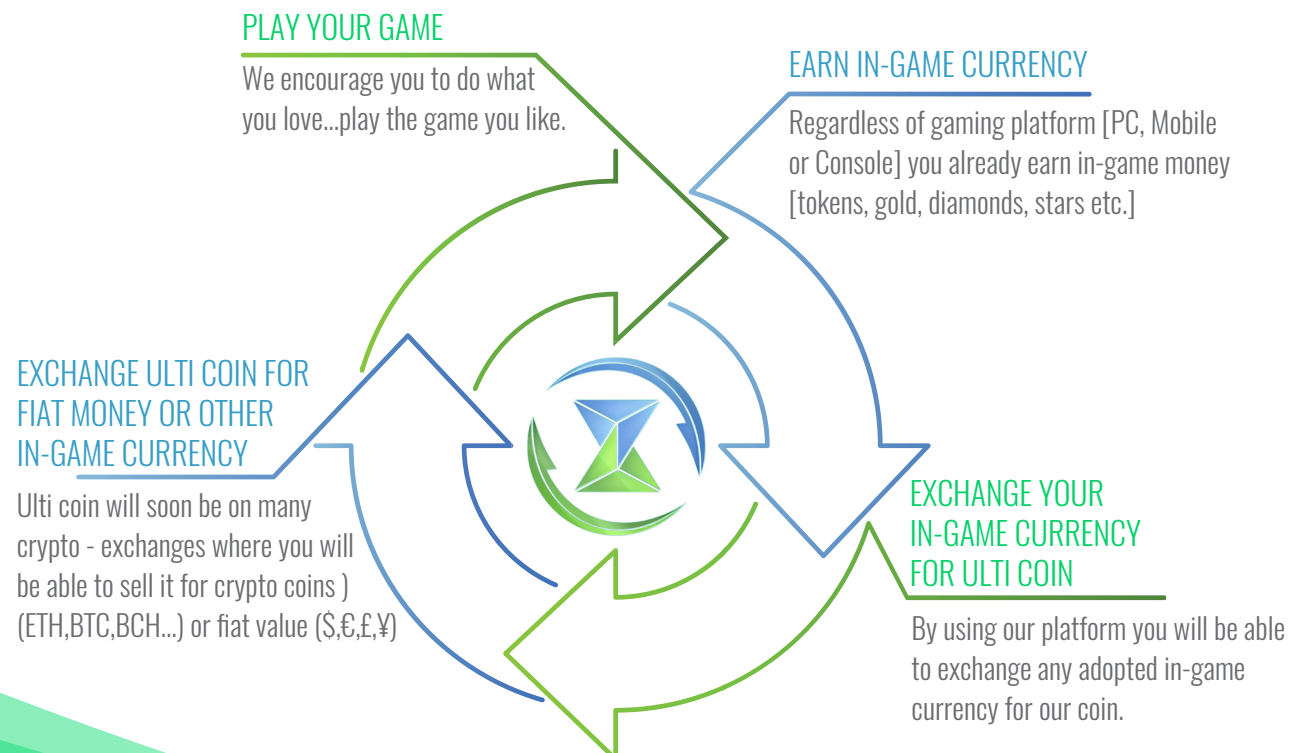 PLAY YOUR GAME
We encourage you to do what
you love...play the game you like.
EARN IN-GAME CURRENCY
Regardless of gaming platform [PC, Mobile
or Console] you already earn in-game money
[tokens, gold, diamonds, stars etc.]
EXCHANGE YOUR
IN-GAME CURRENCY
FOR ULTI COIN
By using our platform you will be able
to exchange any adopted in-game
currency for our coin.
EXCHANGE ULTI COIN FOR
FIAT MONEY OR OTHER
IN-GAME CURRENCY
Ulti coin will soon be on many
crypto - exchanges where you will
be able to sell it for crypto coins )
(ETH,BTC,BCH...) or fiat value ($,€,£,¥)